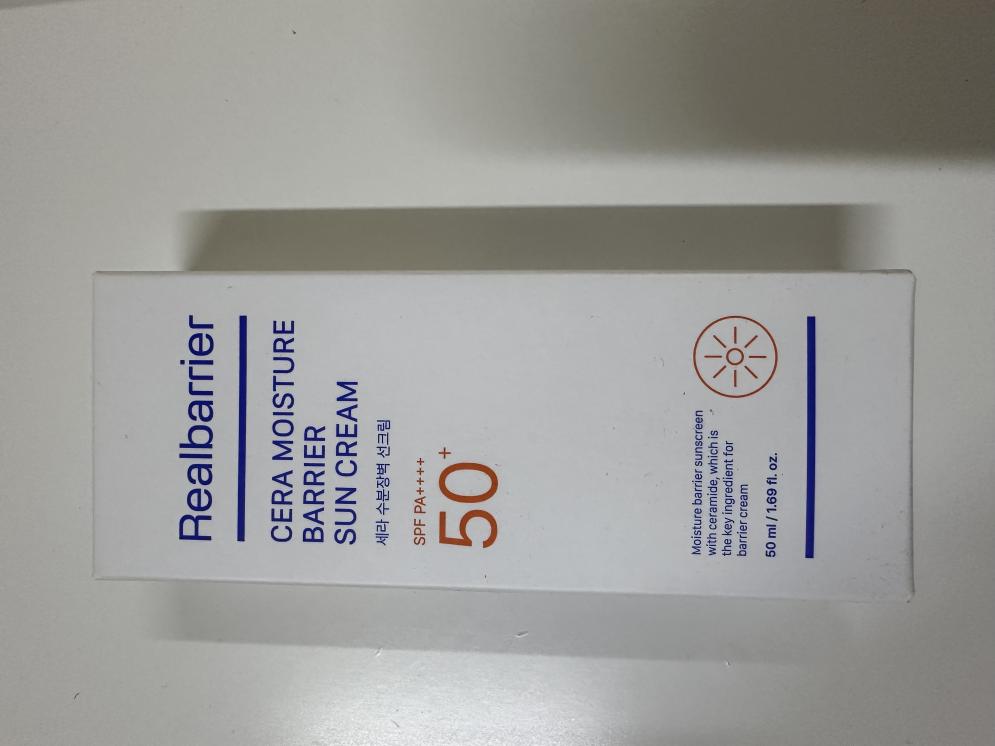 Realbarrier
CERA MOISTURE
BARRIER
SUN CREAM
세라 수분장벽 선크림
SPF PA++++
50+
Moisture barrier sunscreen
with ceramide, which is
the key ingredient for
barrier cream
50 ml / 1.69 fl. oz.